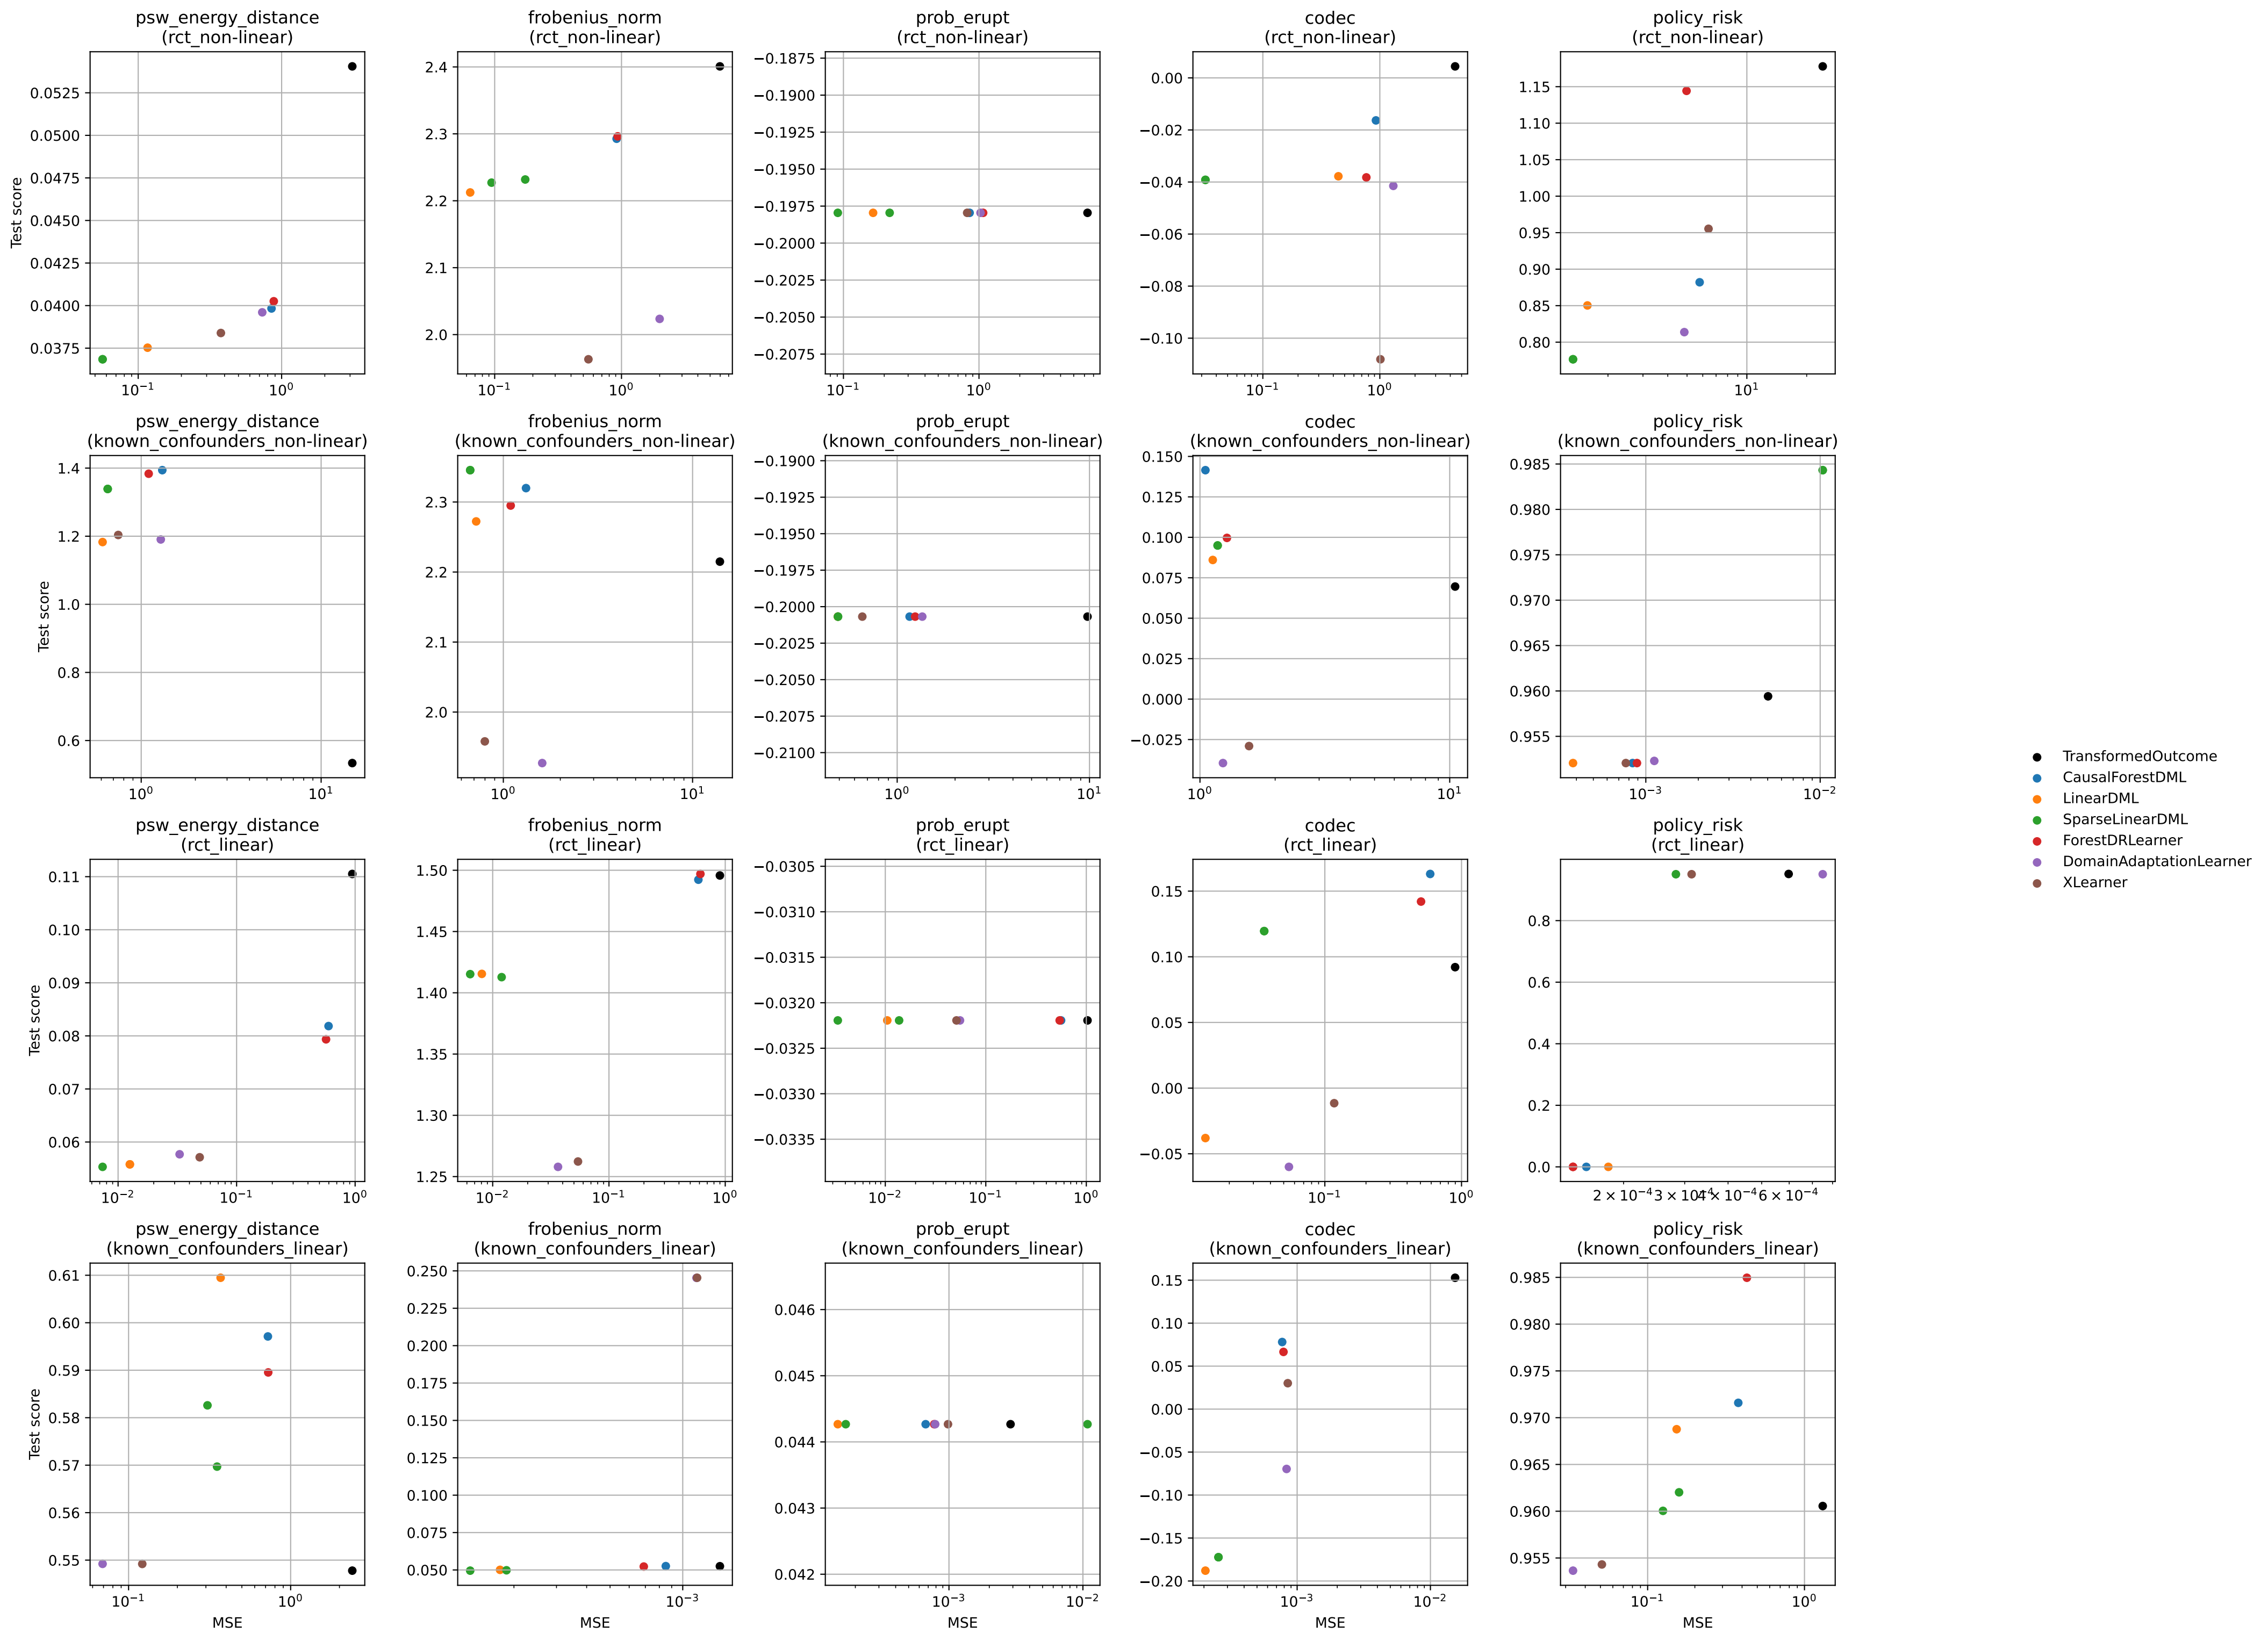 psw_energy_distance
(rct_non-linear)
frobenius_norm
(rct_non-linear)
prob_erupt
(rct_non-linear)
codec
(rct_non-linear)
policy_risk
(rct_non-linear)
Test score
0.0525
0.0500
0.0475
0.0450
0.0425
0.0400
0.0375
10⁻¹
10⁰
2.4
2.3
2.2
2.1
2.0
10⁻¹
10⁰
−0.1875
−0.1900
−0.1925
−0.1950
−0.1975
−0.2000
−0.2025
−0.2050
−0.2075
10⁻¹
10⁰
0.00
−0.02
−0.04
−0.06
−0.08
−0.10
10⁻¹
10⁰
1.15
1.10
1.05
1.00
0.95
0.90
0.85
0.80
10¹
psw_energy_distance
(known_confounders_non-linear)
frobenius_norm
(known_confounders_non-linear)
prob_erupt
(known_confounders_non-linear)
codec
(known_confounders_non-linear)
policy_risk
(known_confounders_non-linear)
Test score
1.4
1.2
1.0
0.8
0.6
10⁰
10¹
2.3
2.2
2.1
2.0
10⁰
10¹
−0.1900
−0.1925
−0.1950
−0.1975
−0.2000
−0.2025
−0.2050
−0.2075
−0.2100
10⁰
10¹
0.150
0.125
0.100
0.075
0.050
0.025
0.000
−0.025
10⁰
10¹
0.985
0.980
0.975
0.970
0.965
0.960
0.955
10⁻³
10⁻²
TransformedOutcome
CausalForestDML
LinearDML
SparseLinearDML
ForestDRLearner
DomainAdaptationLearner
XLearner
psw_energy_distance
(rct_linear)
frobenius_norm
(rct_linear)
prob_erupt
(rct_linear)
codec
(rct_linear)
policy_risk
(rct_linear)
Test score
0.11
0.10
0.09
0.08
0.07
0.06
10⁻²
10⁻¹
10⁰
1.50
1.45
1.40
1.35
1.30
1.25
10⁻²
10⁻¹
10⁰
−0.0305
−0.0310
−0.0315
−0.0320
−0.0325
−0.0330
−0.0335
10⁻²
10⁻¹
10⁰
0.15
0.10
0.05
0.00
−0.05
10⁻¹
10⁰
0.8
0.6
0.4
0.2
0.0
2 × 10⁻⁴
3 × 10⁻⁴
4 × 10⁻⁴
6 × 10⁻⁴
psw_energy_distance
(known_confounders_linear)
frobenius_norm
(known_confounders_linear)
prob_erupt
(known_confounders_linear)
codec
(known_confounders_linear)
policy_risk
(known_confounders_linear)
Test score
0.61
0.60
0.59
0.58
0.57
0.56
0.55
10⁻¹
10⁰
MSE
0.250
0.225
0.200
0.175
0.150
0.125
0.100
0.075
0.050
10⁻³
MSE
0.046
0.045
0.044
0.043
0.042
10⁻³
10⁻²
MSE
0.15
0.10
0.05
0.00
−0.05
−0.10
−0.15
−0.20
10⁻³
10⁻²
MSE
0.985
0.980
0.975
0.970
0.965
0.960
0.955
10⁻¹
10⁰
MSE